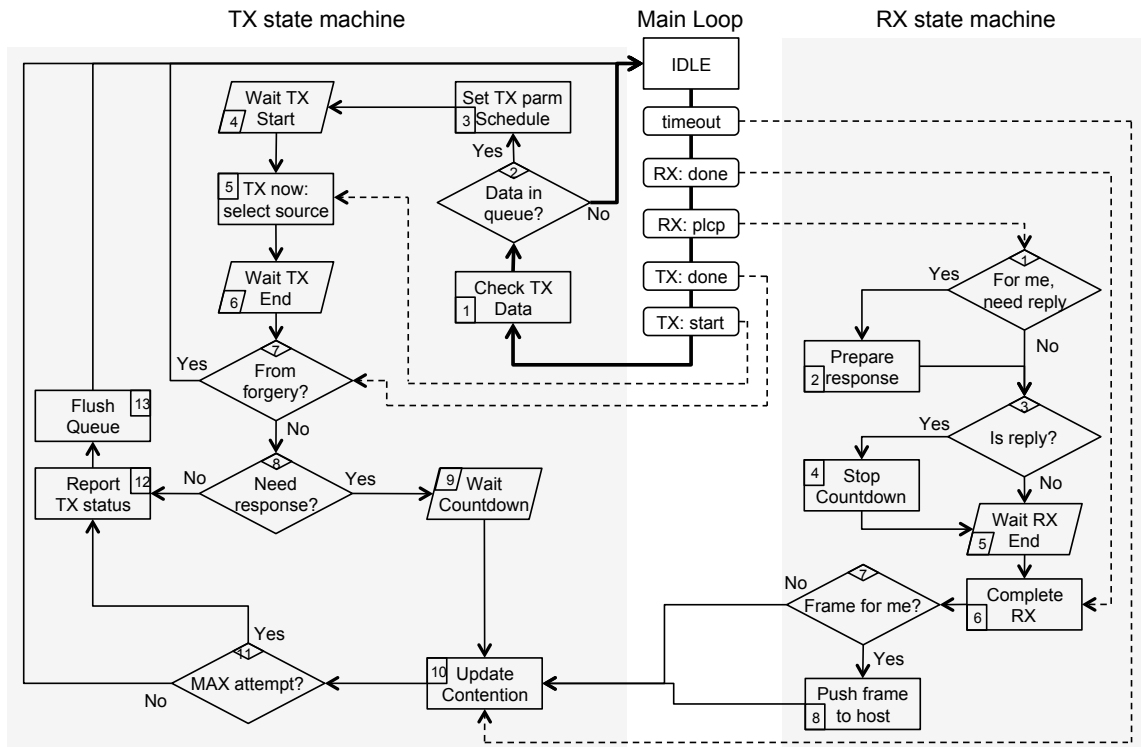 TX state machine
Main Loop
RX state machine
IDLE
timeout
RX: done
RX: plcp
TX: done
TX: start
1
Check TX
Data
2
Data in
queue?
Yes
No
3
Set TX parm
Schedule
4
Wait TX
Start
5
TX now:
select source
6
Wait TX
End
7
From
forgery?
Yes
No
8
Need
response?
No
Yes
9
Wait
Countdown
10
Update
Contention
11
MAX attempt?
Yes
No
12
Report
TX status
13
Flush
Queue
1
For me,
need reply
Yes
No
2
Prepare
response
3
Is reply?
Yes
No
4
Stop
Countdown
5
Wait RX
End
6
Complete
RX
7
Frame for me?
No
Yes
8
Push frame
to host